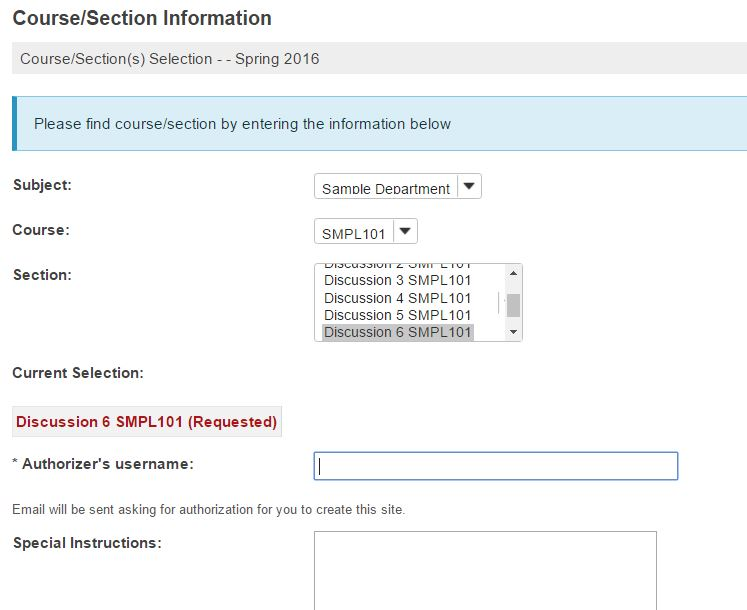 Course/Section Information
Course/Section(s) Selection - - Spring 2016
Please find course/section by entering the information below
Subject:
Sample Department
Course:
SMPL101
Section:
Discussion 2 SMPL101
Discussion 3 SMPL101
Discussion 4 SMPL101
Discussion 5 SMPL101
Discussion 6 SMPL101
Current Selection:
Discussion 6 SMPL101 (Requested)
* Authorizer's username:
Email will be sent asking for authorization for you to create this site.
Special Instructions: